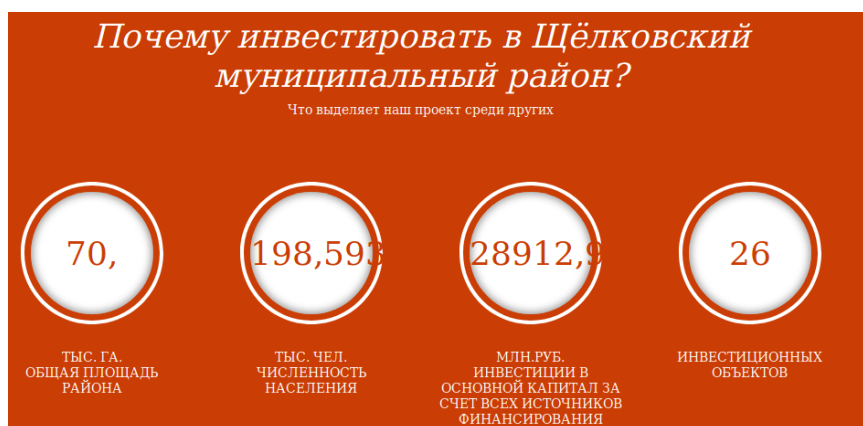 Почему инвестировать в Щёлковский
муниципальный район?
Что выделяет наш проект среди других
70,
198,593
28912,9
26
ТЫС. ГА.
ОБЩАЯ ПЛОЩАДЬ
РАЙОНА
ТЫС. ЧЕЛ.
ЧИСЛЕННОСТЬ
НАСЕЛЕНИЯ
МЛН.РУБ.
ИНВЕСТИЦИИ В
ОСНОВНОЙ КАПИТАЛ ЗА
СЧЕТ ВСЕХ ИСТОЧНИКОВ
ФИНАНСИРОВАНИЯ
ИНВЕСТИЦИОННЫХ
ОБЪЕКТОВ